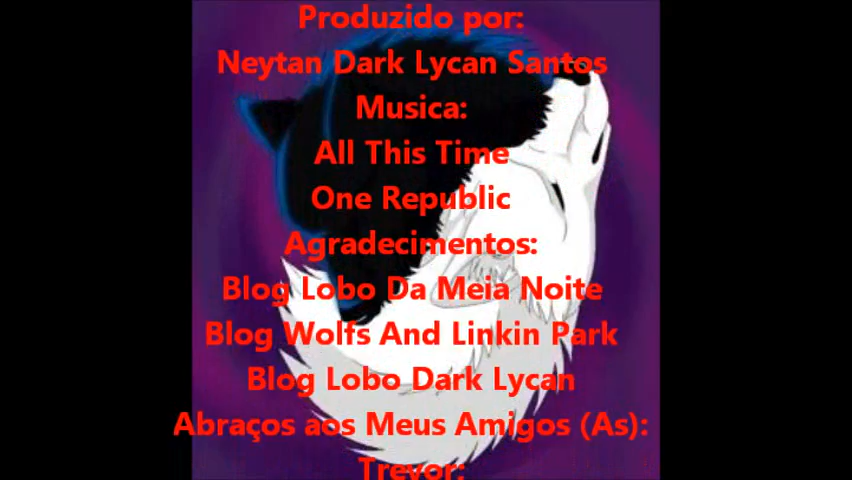 Produzido por:
Neytan Dark Lycan Santos
Musica:
All This Time
One Republic
Agradecimentos:
Blog Lobo Da Meia Noite
Blog Wolfs And Linkin Park
Blog Lobo Dark Lycan
Abraços aos Meus Amigos (As):
Trevor: